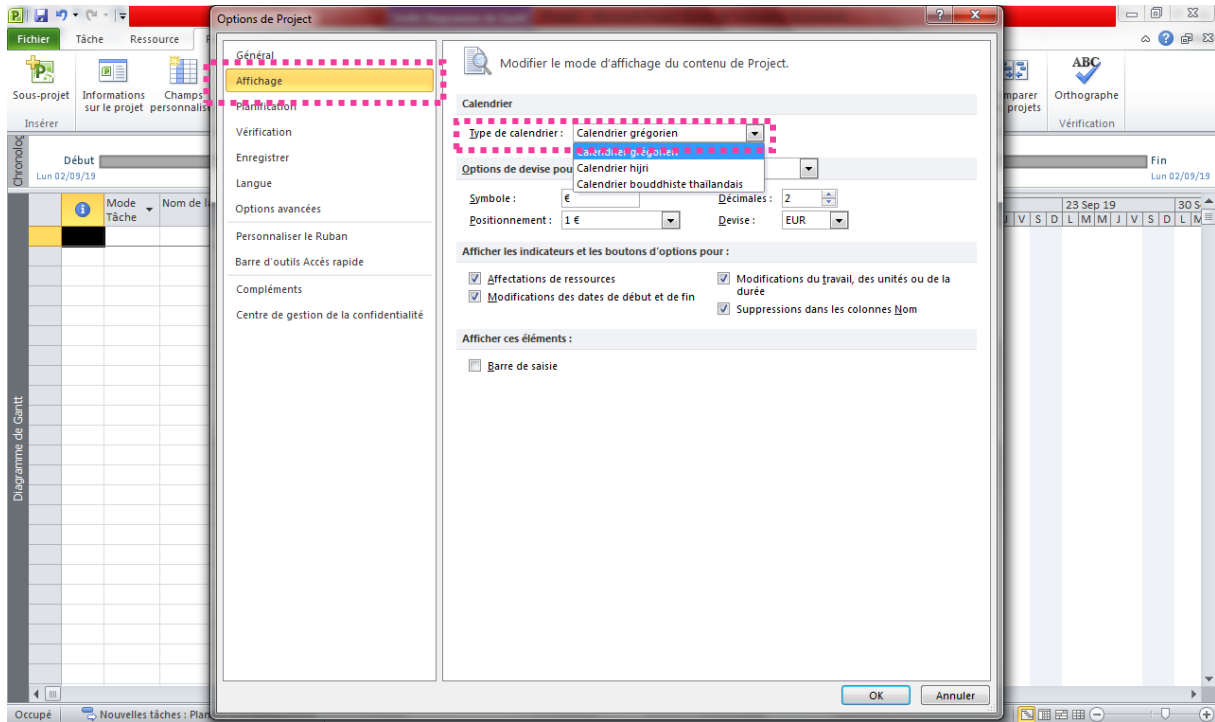 Options de Project
Fichier
Tâche
Ressource
Sous-projet
Informations
sur le projet
Champs
Insérer
mparer
projets
ABC
Orthographe
Vérification
Début
Lun 02/09/19
Fin
Lun 02/09/19
Mode
Tâche
Nom de la
23 Sep 19
30 S
V S D L M M J V S D L M
Diagramme de Gantt
Général
Affichage
Planification
Vérification
Enregistrer
Langue
Options avancées
Personnaliser le Ruban
Barre d'outils Accès rapide
Compléments
Centre de gestion de la confidentialité
Modifier le mode d'affichage du contenu de Project.
Calendrier
Type de calendrier : Calendrier grégorien
Calendrier grégorien
Calendrier hijri
Calendrier bouddhiste thaïlandais
Options de devise pou
Symbole : €
Décimales : 2
Positionnement : 1 €
Devise : EUR
Afficher les indicateurs et les boutons d'options pour :
Affectations de ressources
Modifications des dates de début et de fin
Modifications du travail, des unités ou de la
durée
Suppressions dans les colonnes Nom
Afficher ces éléments :
Barre de saisie
OK
Annuler
Occupé
Nouvelles tâches : Plan